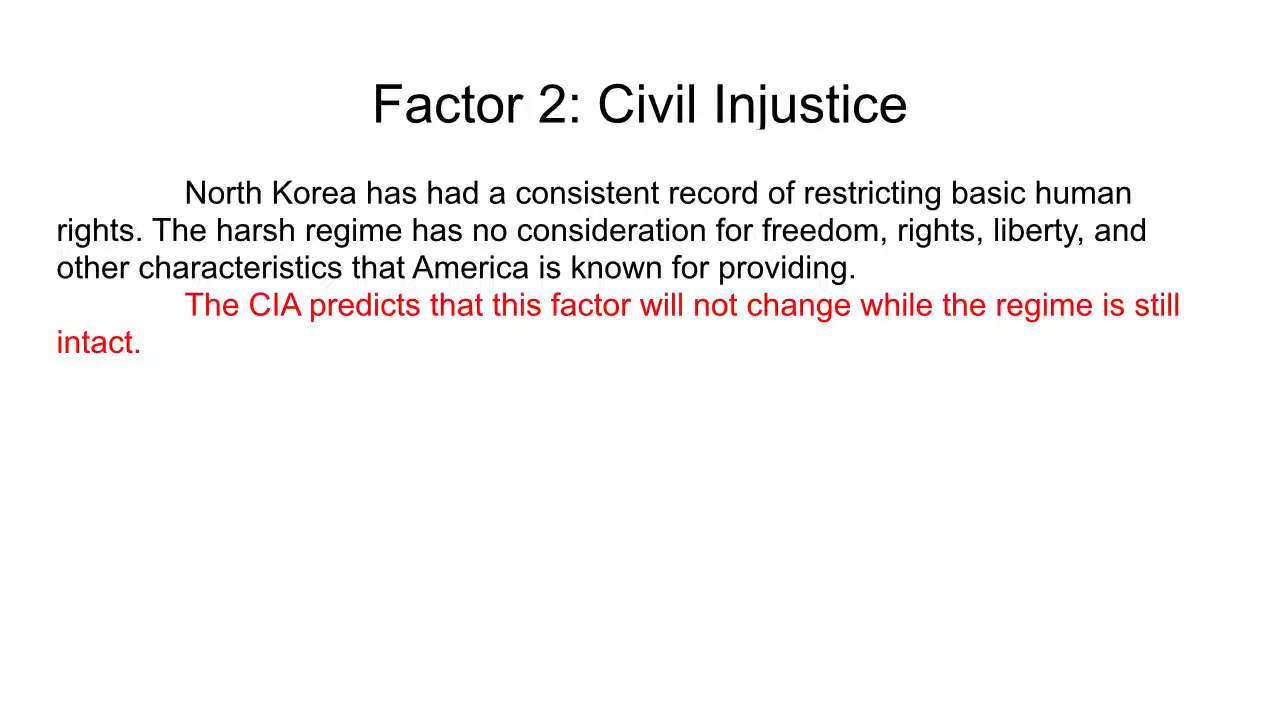 Factor 2: Civil Injustice
North Korea has had a consistent record of restricting basic human
rights. The harsh regime has no consideration for freedom, rights, liberty, and
other characteristics that America is known for providing.
The CIA predicts that this factor will not change while the regime is still
intact.